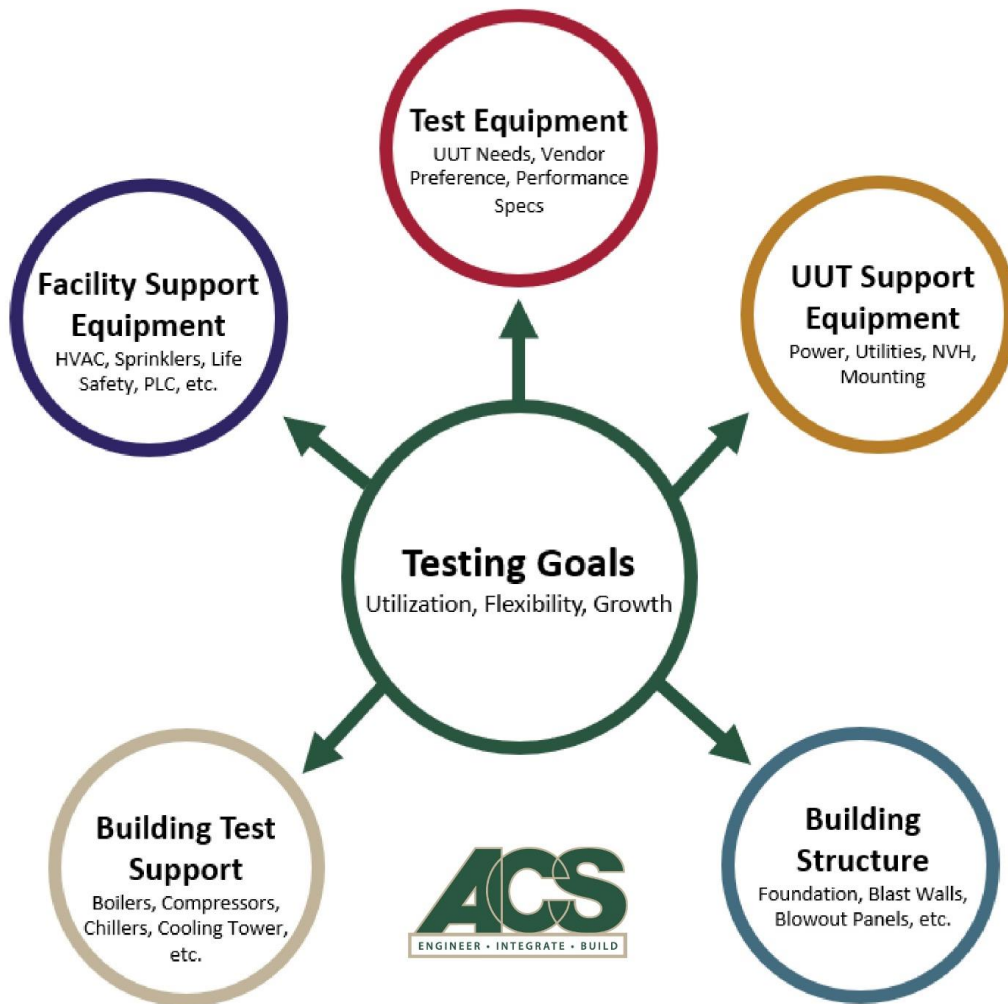 Test Equipment
UUT Needs, Vendor
Preference, Performance
Specs
Facility Support
Equipment
HVAC, Sprinklers, Life
Safety, PLC, etc.
UUT Support
Equipment
Power, Utilities, NVH,
Mounting
Testing Goals
Utilization, Flexibility, Growth
Building Test
Support
Boilers, Compressors,
Chillers, Cooling Tower,
etc.
Building
Structure
Foundation, Blast Walls,
Blowout Panels, etc.
ACS
ENGINEER • INTEGRATE • BUILD